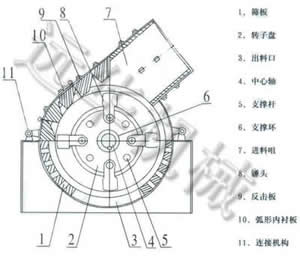 9
8
7
10
11
6
1
2
3
4
5
1、筛板
2、转子盘
3、出料口
4、中心轴
5、支撑杆
6、支撑环
7、进料咀
8、锤头
9、反击板
10、弧形内衬板
11、连接机构